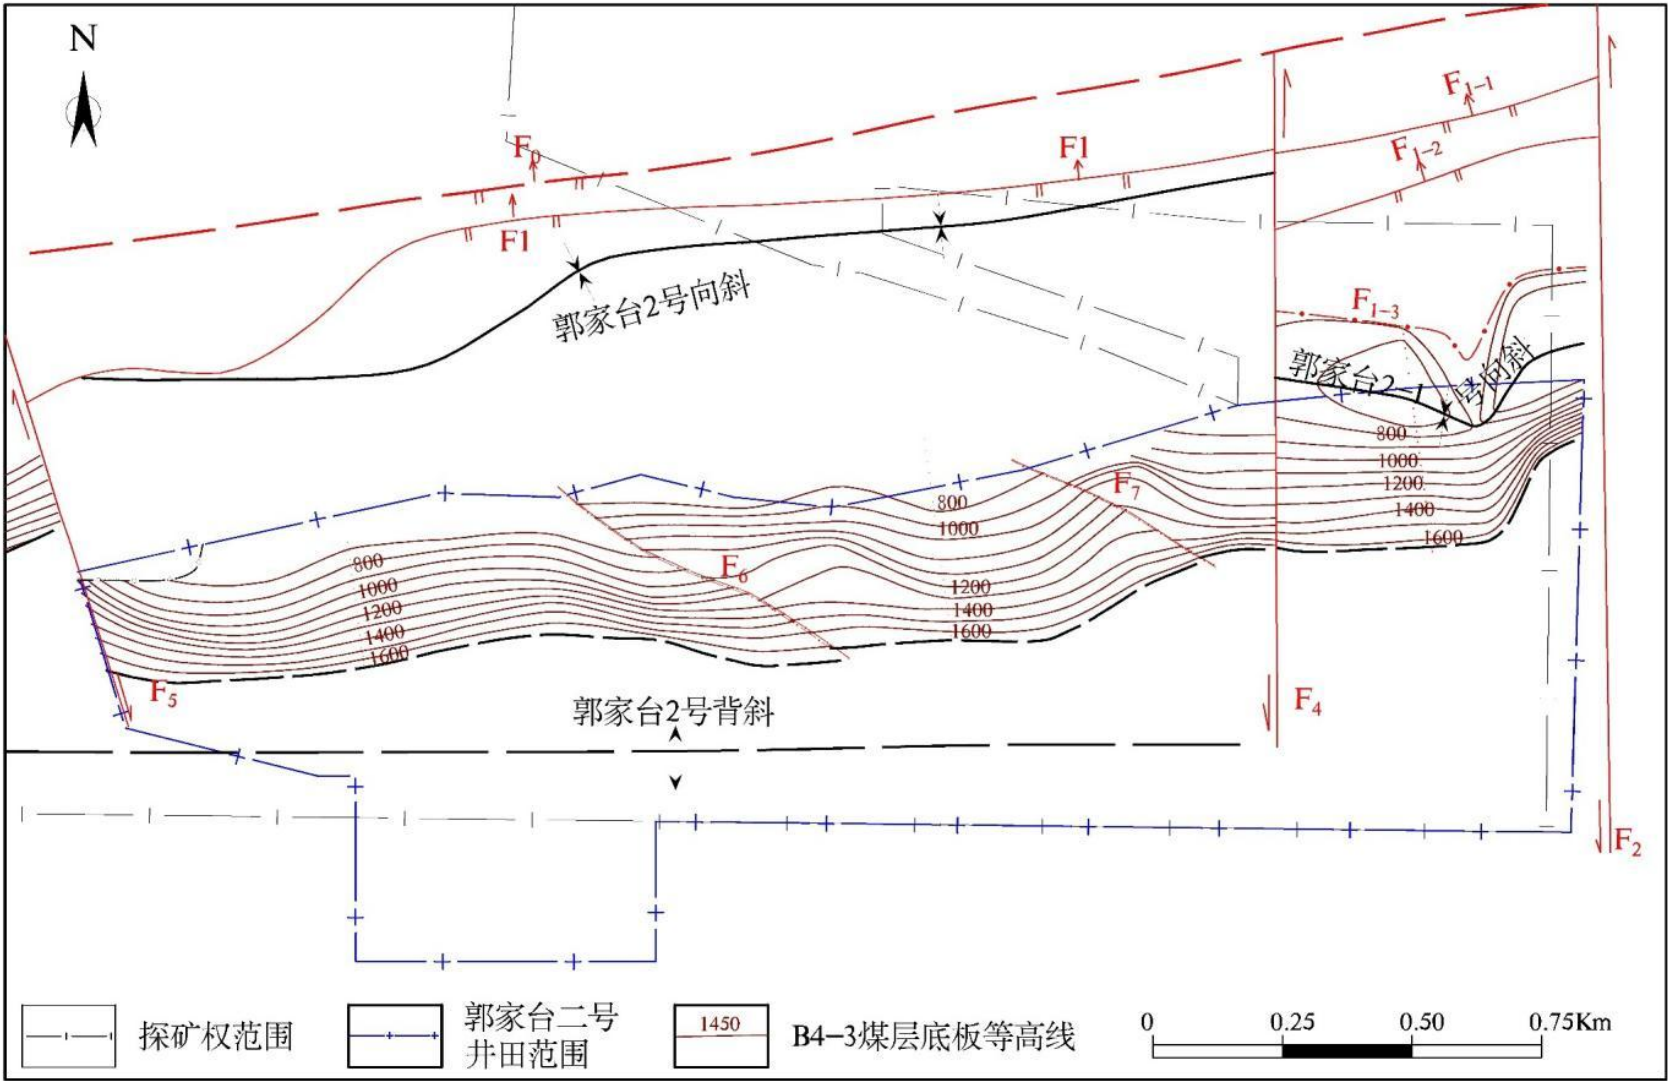 N
F₀
F1
F1
F₁₋₁
F₁₋₂
郭家台2号向斜
F₁₋₃
郭家台2-1号向斜
800
1000
1200
1400
1600
F₇
800
1000
1200
1400
1600
F₆
800
1000
1200
1400
1600
F₅
F₄
郭家台2号背斜
F₂
探矿权范围
郭家台二号
井田范围
1450
B4-3煤层底板等高线
0
0.25
0.50
0.75Km